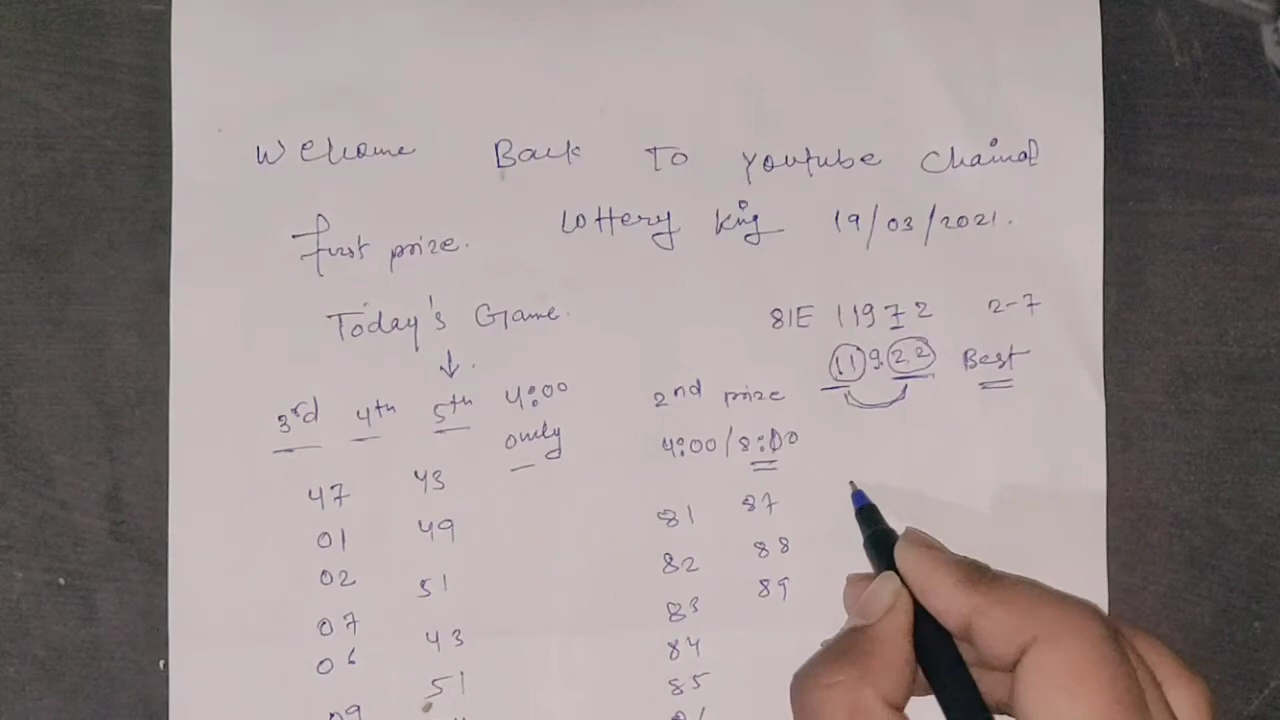 Welcome Back To Youtube Chainal
first prize. Lottery King 19/03/2021.
Today's Game. 81E 11972 2-7
11922 Best
3rd 4th 5th 4:00 only
2nd prize
4:00/8:00
47 43
01 49
02 51
07 43
06 51
09
81 87
82 88
83 89
84
85